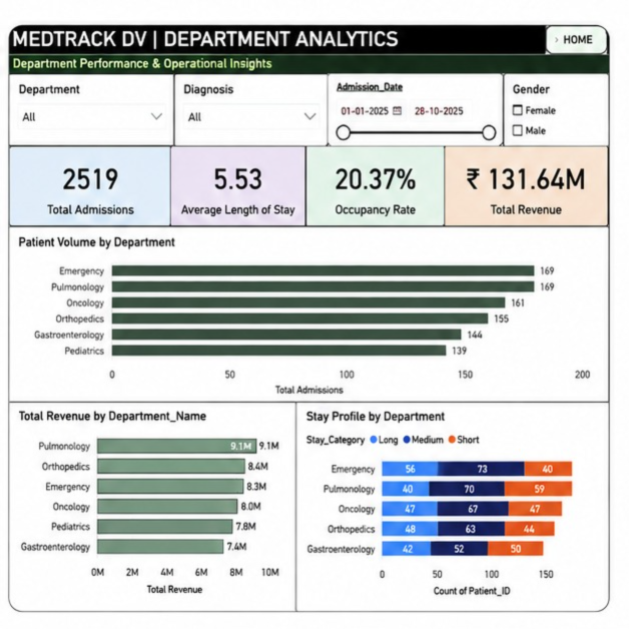 MEDTRACK DV | DEPARTMENT ANALYTICS
› HOME
Department Performance & Operational Insights
Department
All
Diagnosis
All
Admission_Date
01-01-2025 28-10-2025
Gender
Female
Male
2519
Total Admissions
5.53
Average Length of Stay
20.37%
Occupancy Rate
₹ 131.64M
Total Revenue
Patient Volume by Department
Emergency 169
Pulmonology 169
Oncology 161
Orthopedics 155
Gastroenterology 144
Pediatrics 139
0 50 100 150 200
Total Admissions
Total Revenue by Department_Name
Pulmonology 9.1M 9.1M
Orthopedics 8.4M
Emergency 8.3M
Oncology 8.0M
Pediatrics 7.8M
Gastroenterology 7.4M
0M 2M 4M 6M 8M 10M
Total Revenue
Stay Profile by Department
Stay_Category Long Medium Short
Emergency 56 73 40
Pulmonology 40 70 59
Oncology 47 67 47
Orthopedics 48 63 44
Gastroenterology 42 52 50
0 50 100 150
Count of Patient_ID